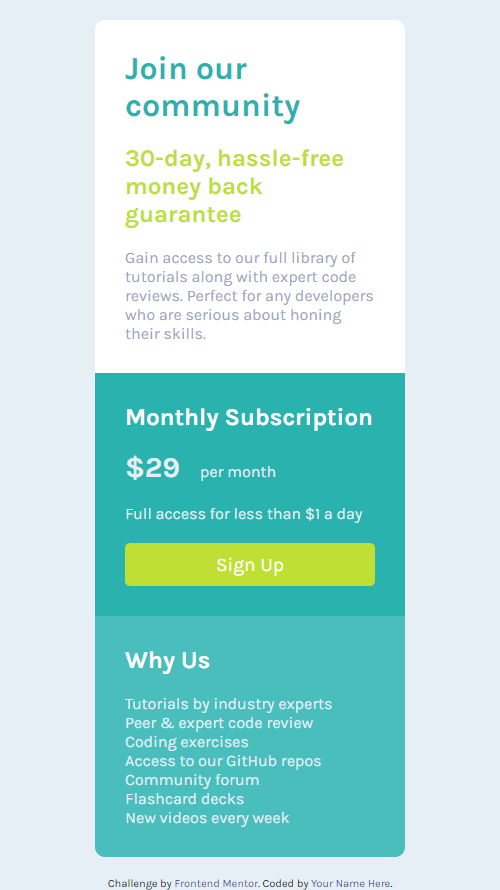 Join our
community
30-day, hassle-free
money back
guarantee
Gain access to our full library of
tutorials along with expert code
reviews. Perfect for any developers
who are serious about honing
their skills.
Monthly Subscription
$29 per month
Full access for less than $1 a day
Sign Up
Why Us
Tutorials by industry experts
Peer & expert code review
Coding exercises
Access to our GitHub repos
Community forum
Flashcard decks
New videos every week
Challenge by Frontend Mentor. Coded by Your Name Here.